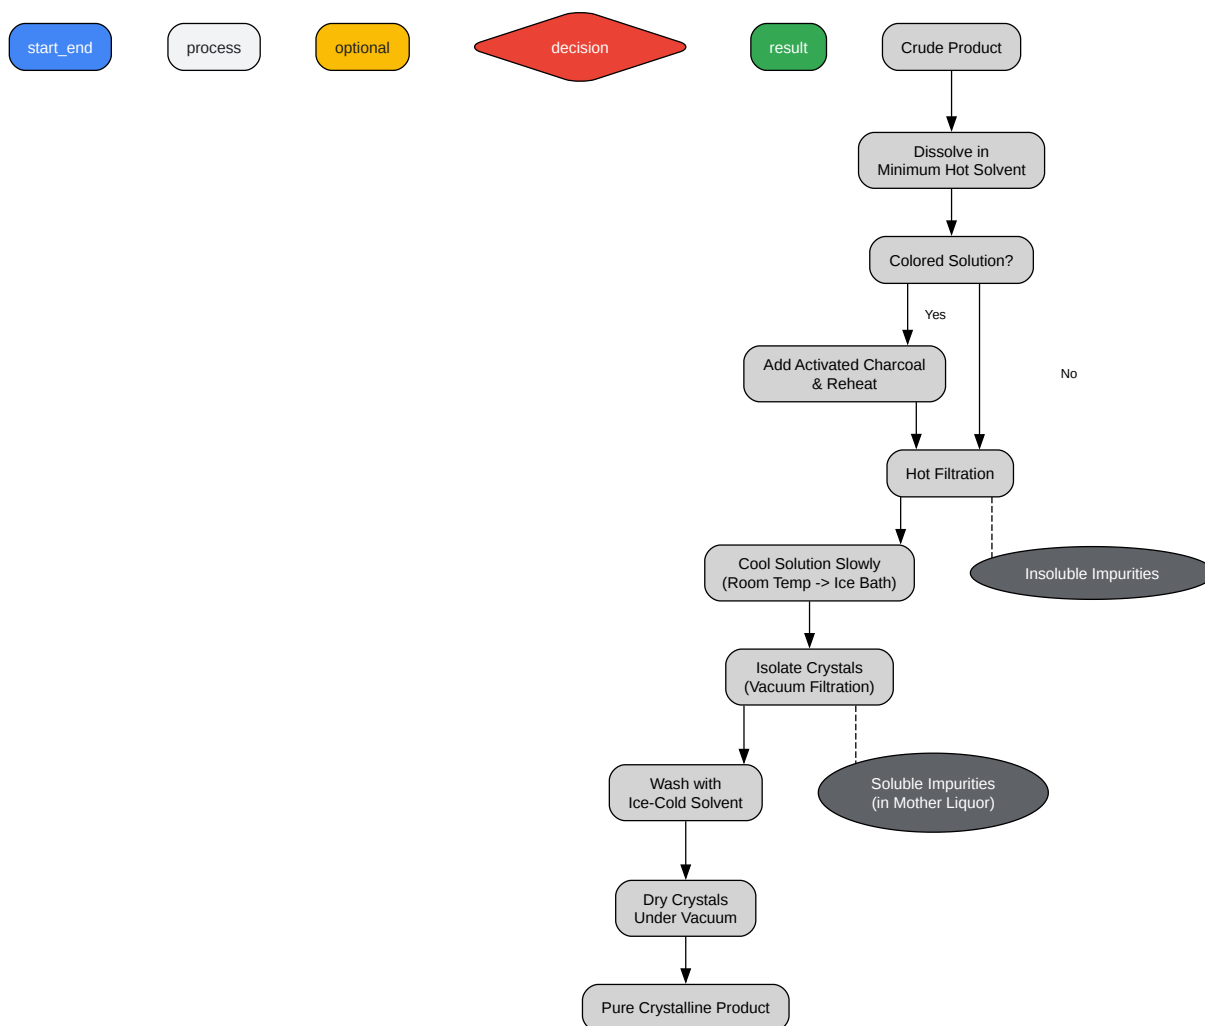 start_end
process
optional
decision
result
Crude Product
Dissolve in
Minimum Hot Solvent
Colored Solution?
Yes
Add Activated Charcoal
& Reheat
No
Hot Filtration
Cool Solution Slowly
(Room Temp -> Ice Bath)
Insoluble Impurities
Isolate Crystals
(Vacuum Filtration)
Wash with
Ice-Cold Solvent
Soluble Impurities
(in Mother Liquor)
Dry Crystals
Under Vacuum
Pure Crystalline Product